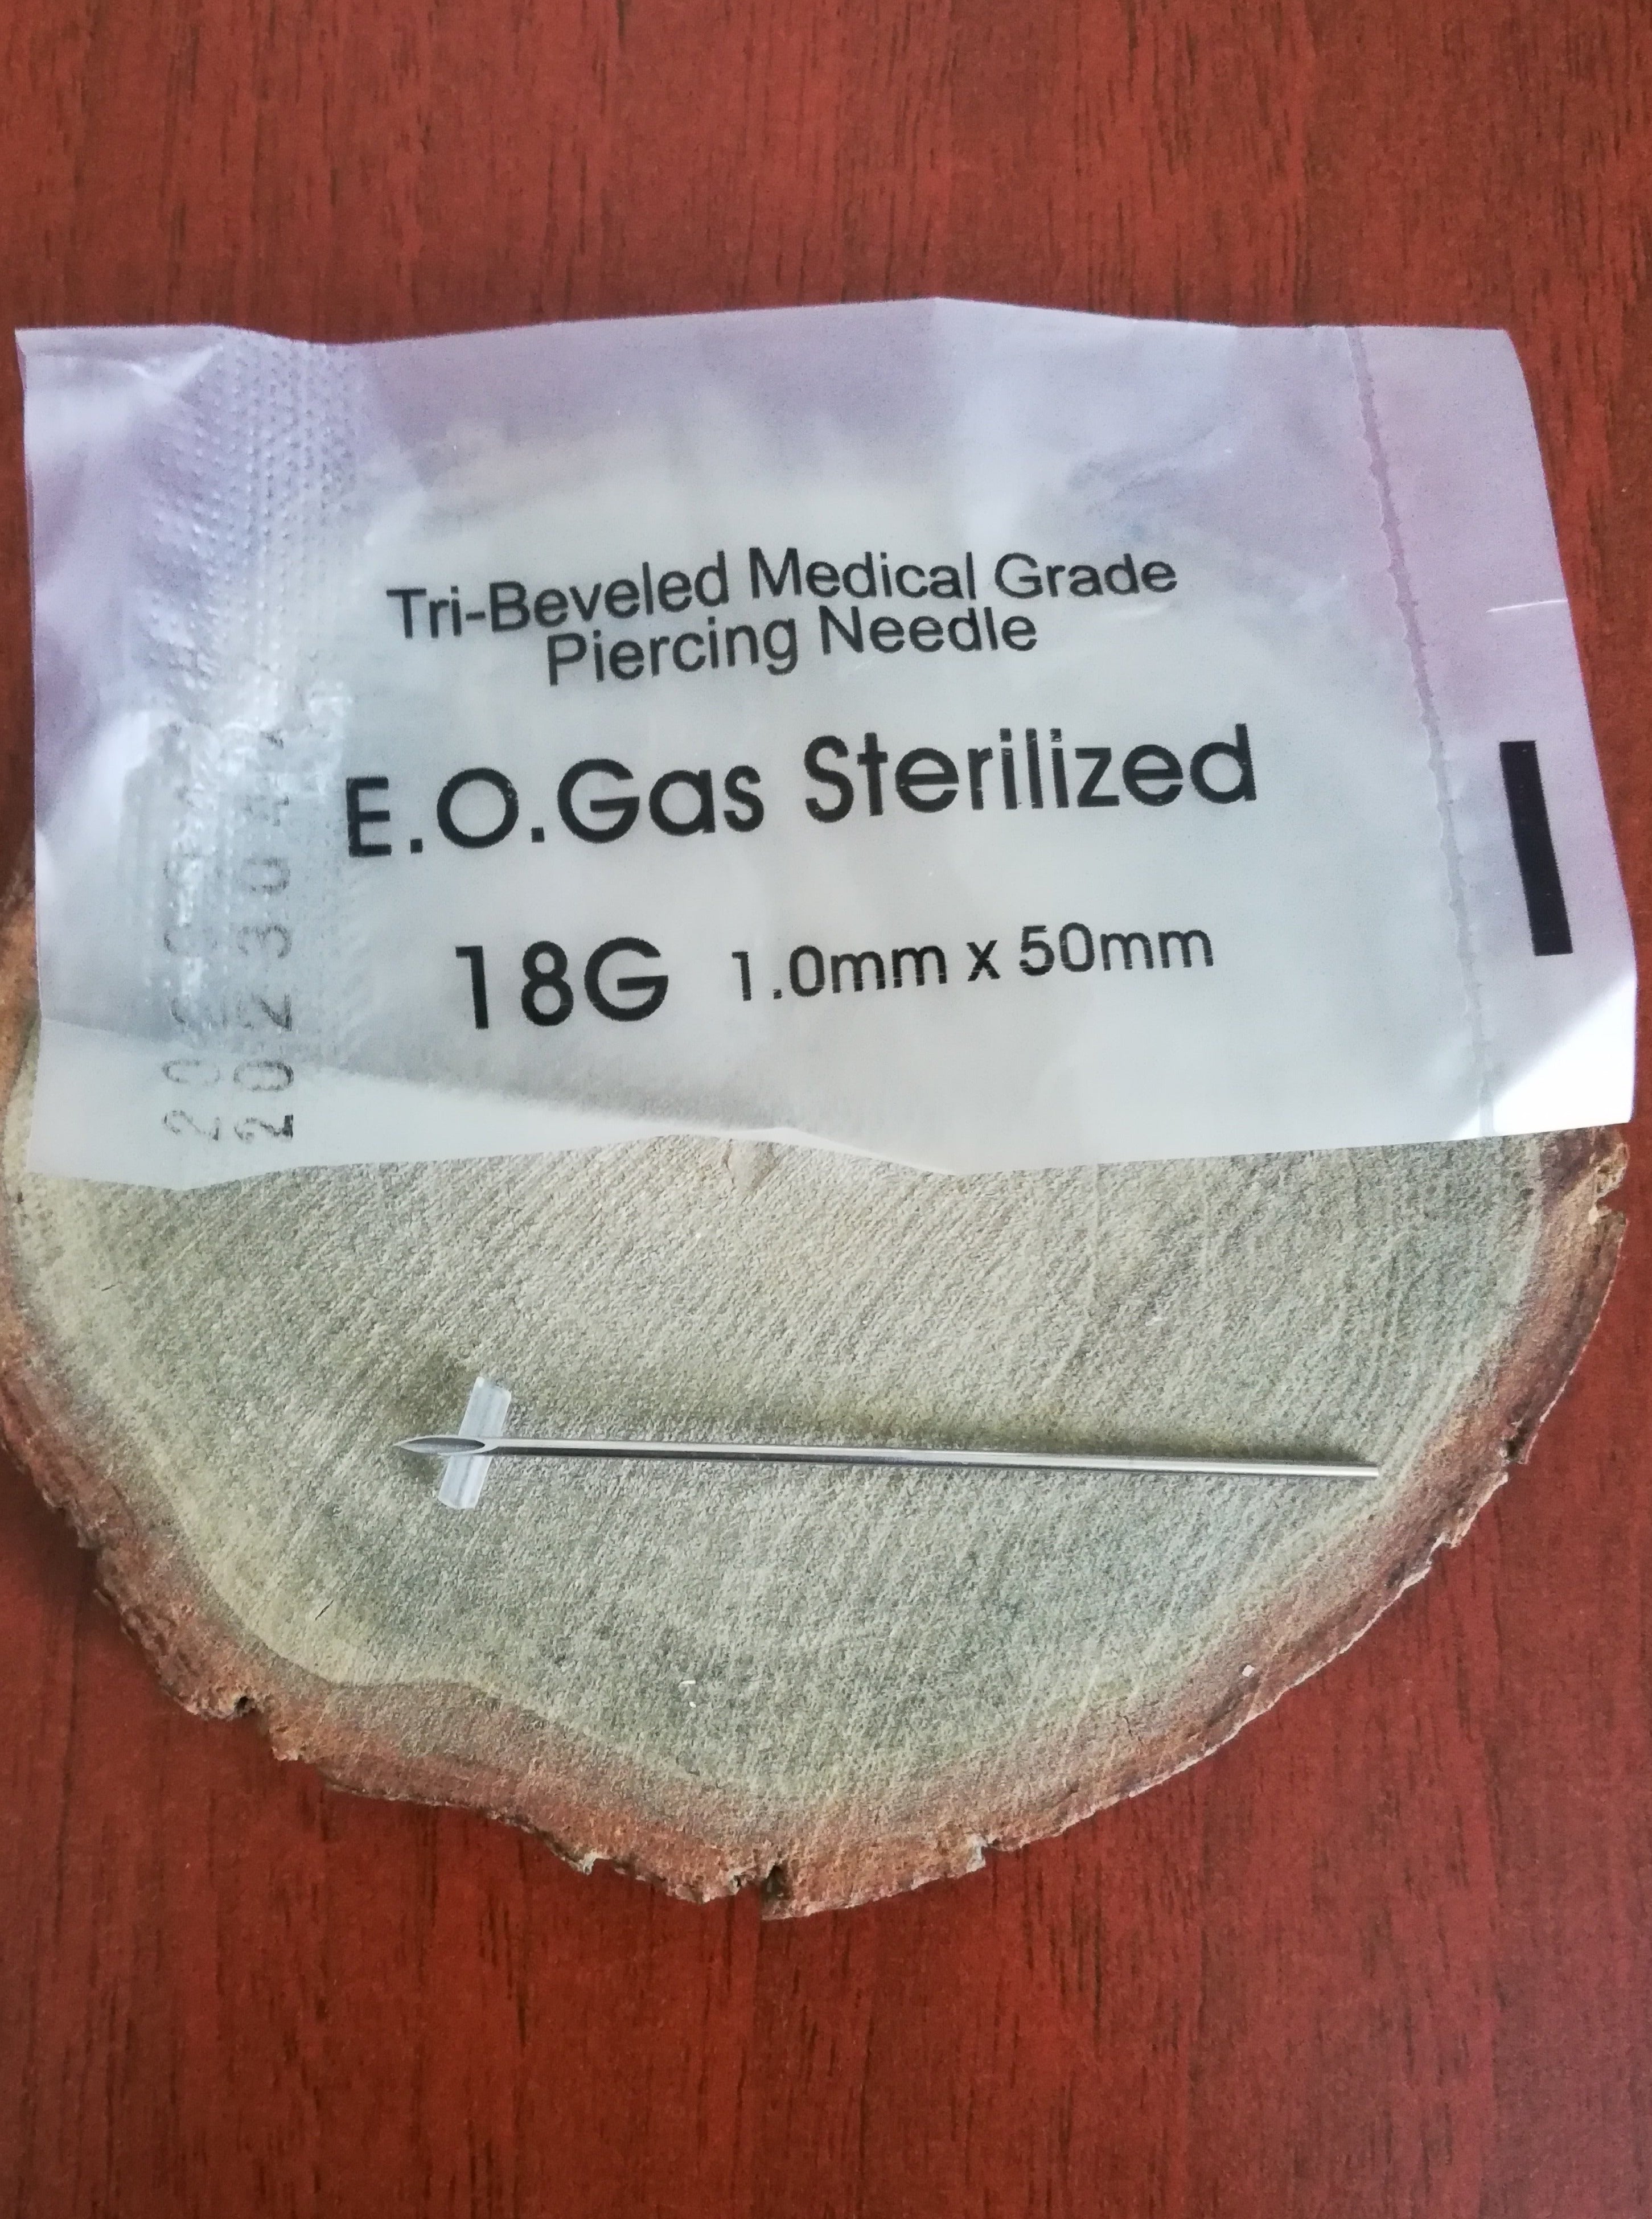 Tri-Beveled Medical Grade
Piercing Needle
E.O.Gas Sterilized
18G 1.0mm x 50mm